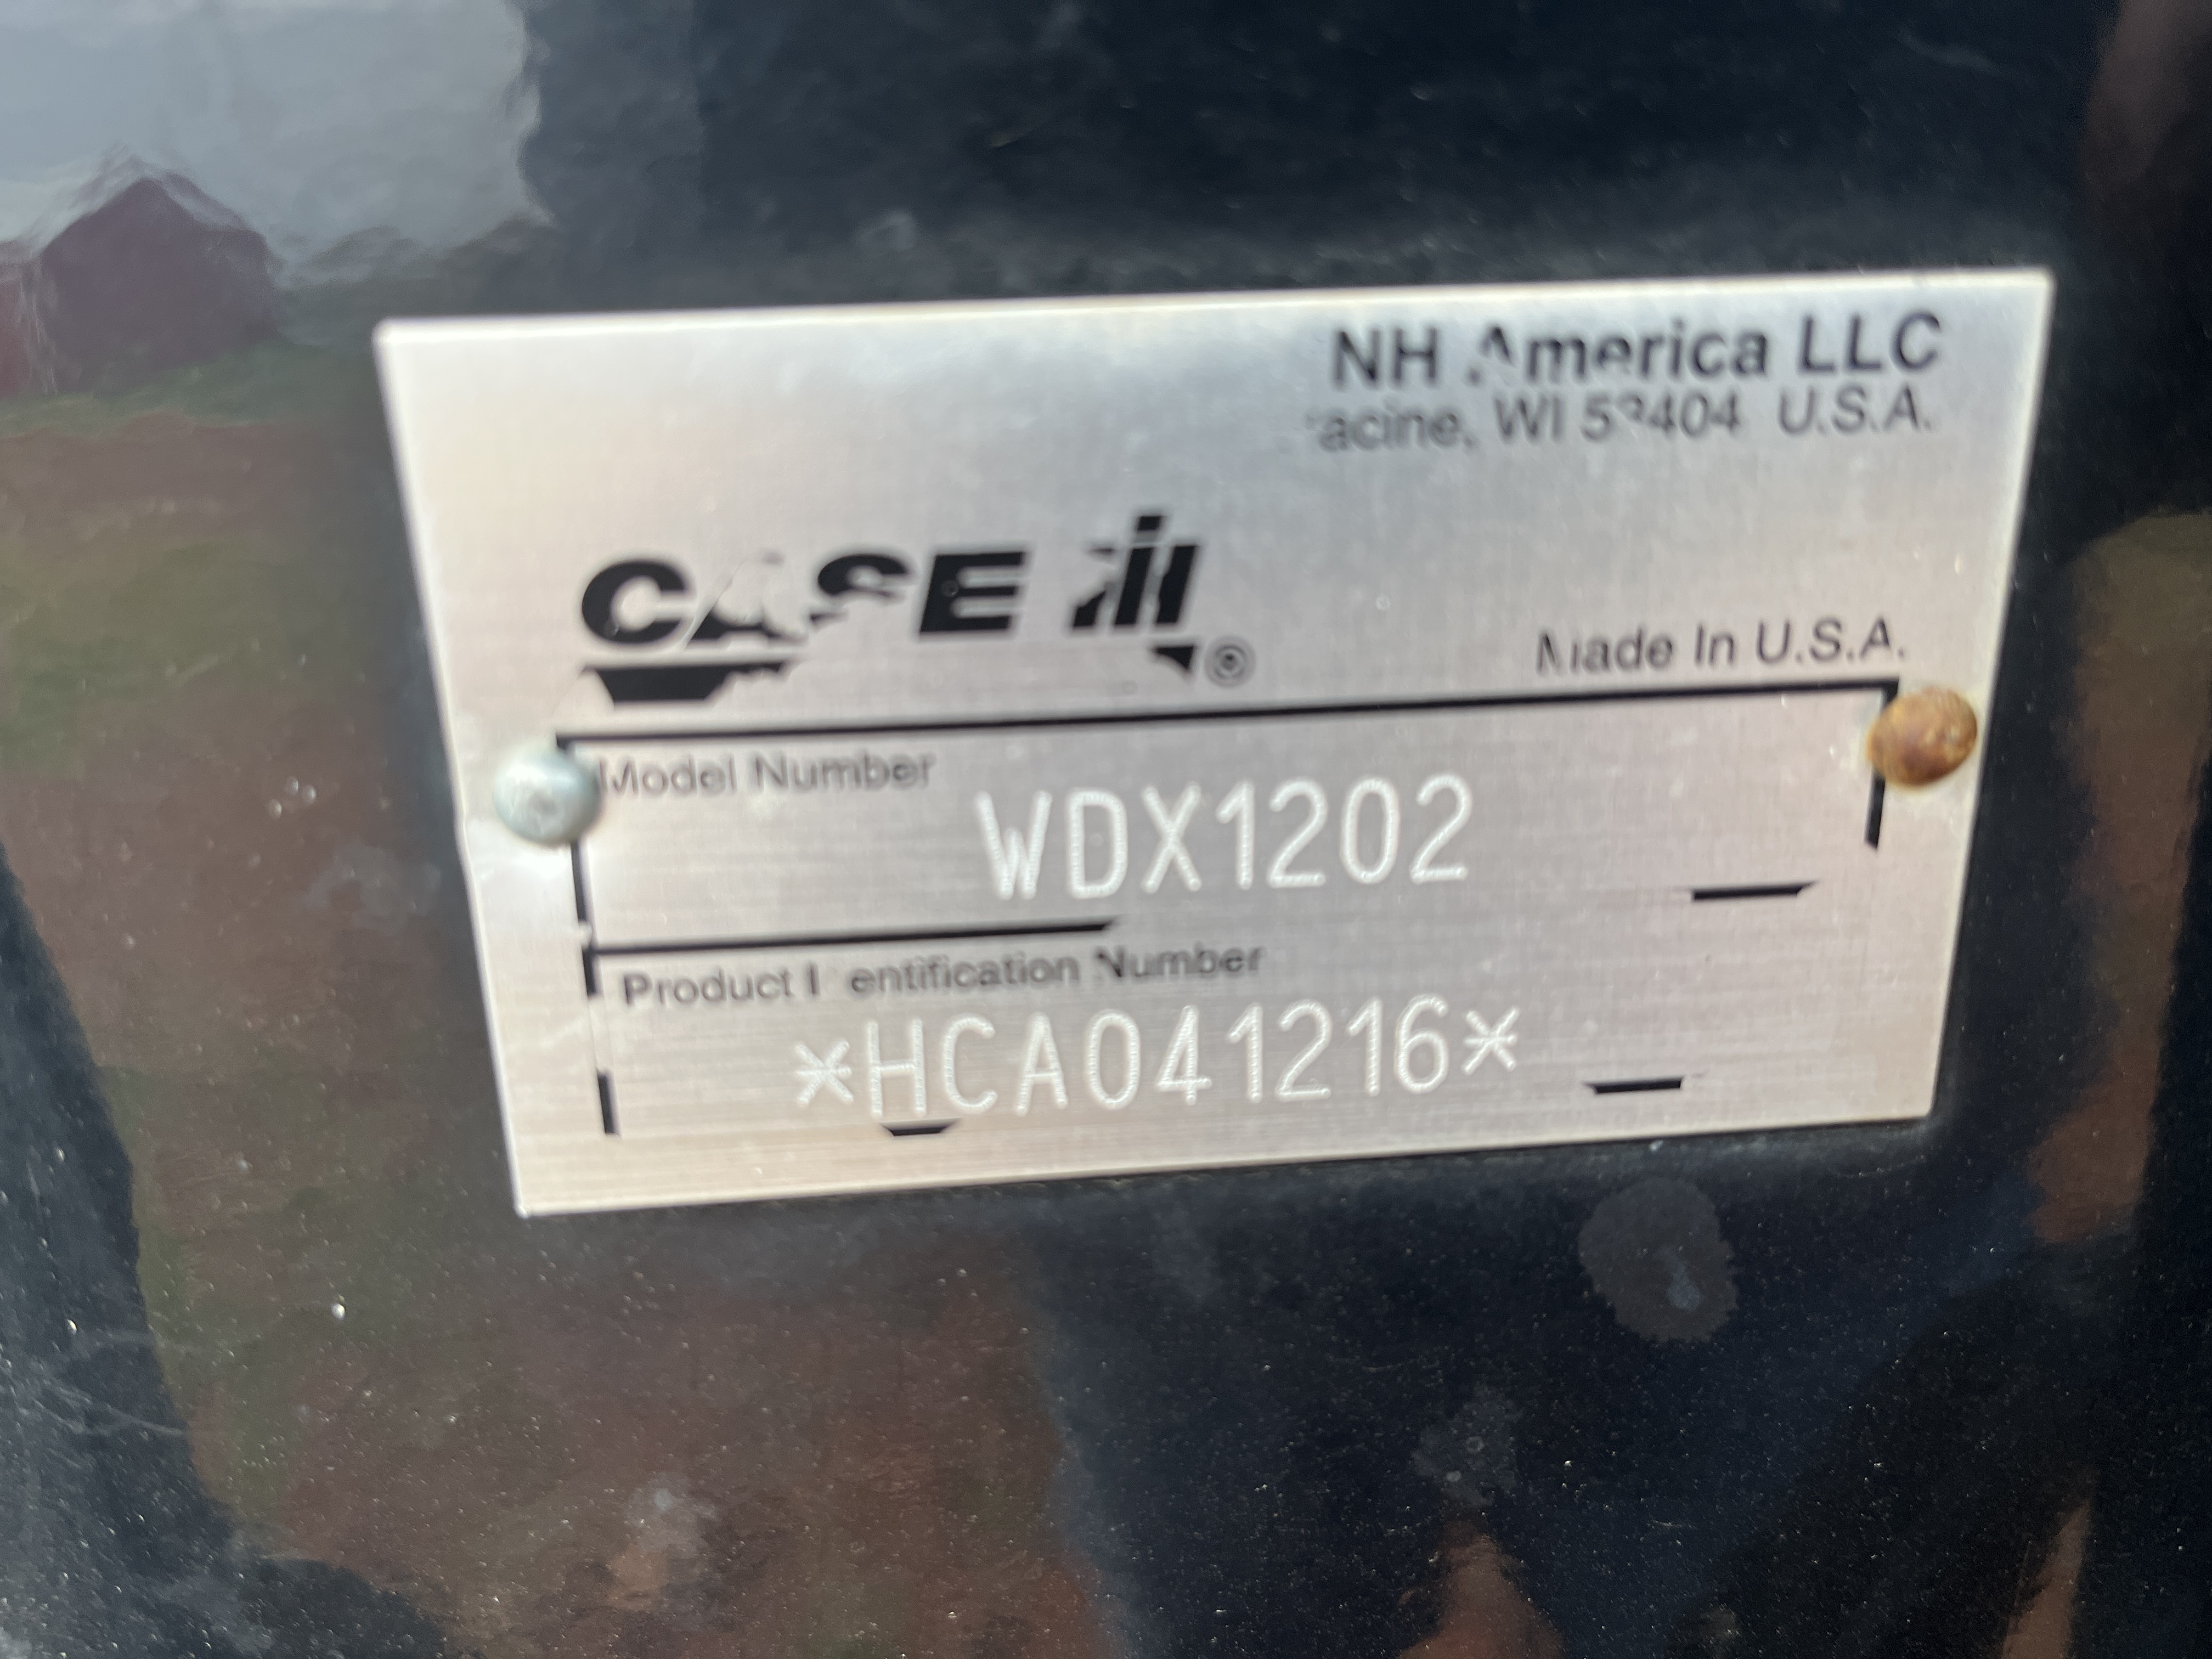 NH America LLC
acine, WI 53404 U.S.A.
CASE IH ®
Made In U.S.A.
Model Number
WDX1202
Product I entification Number
*HCA041216*